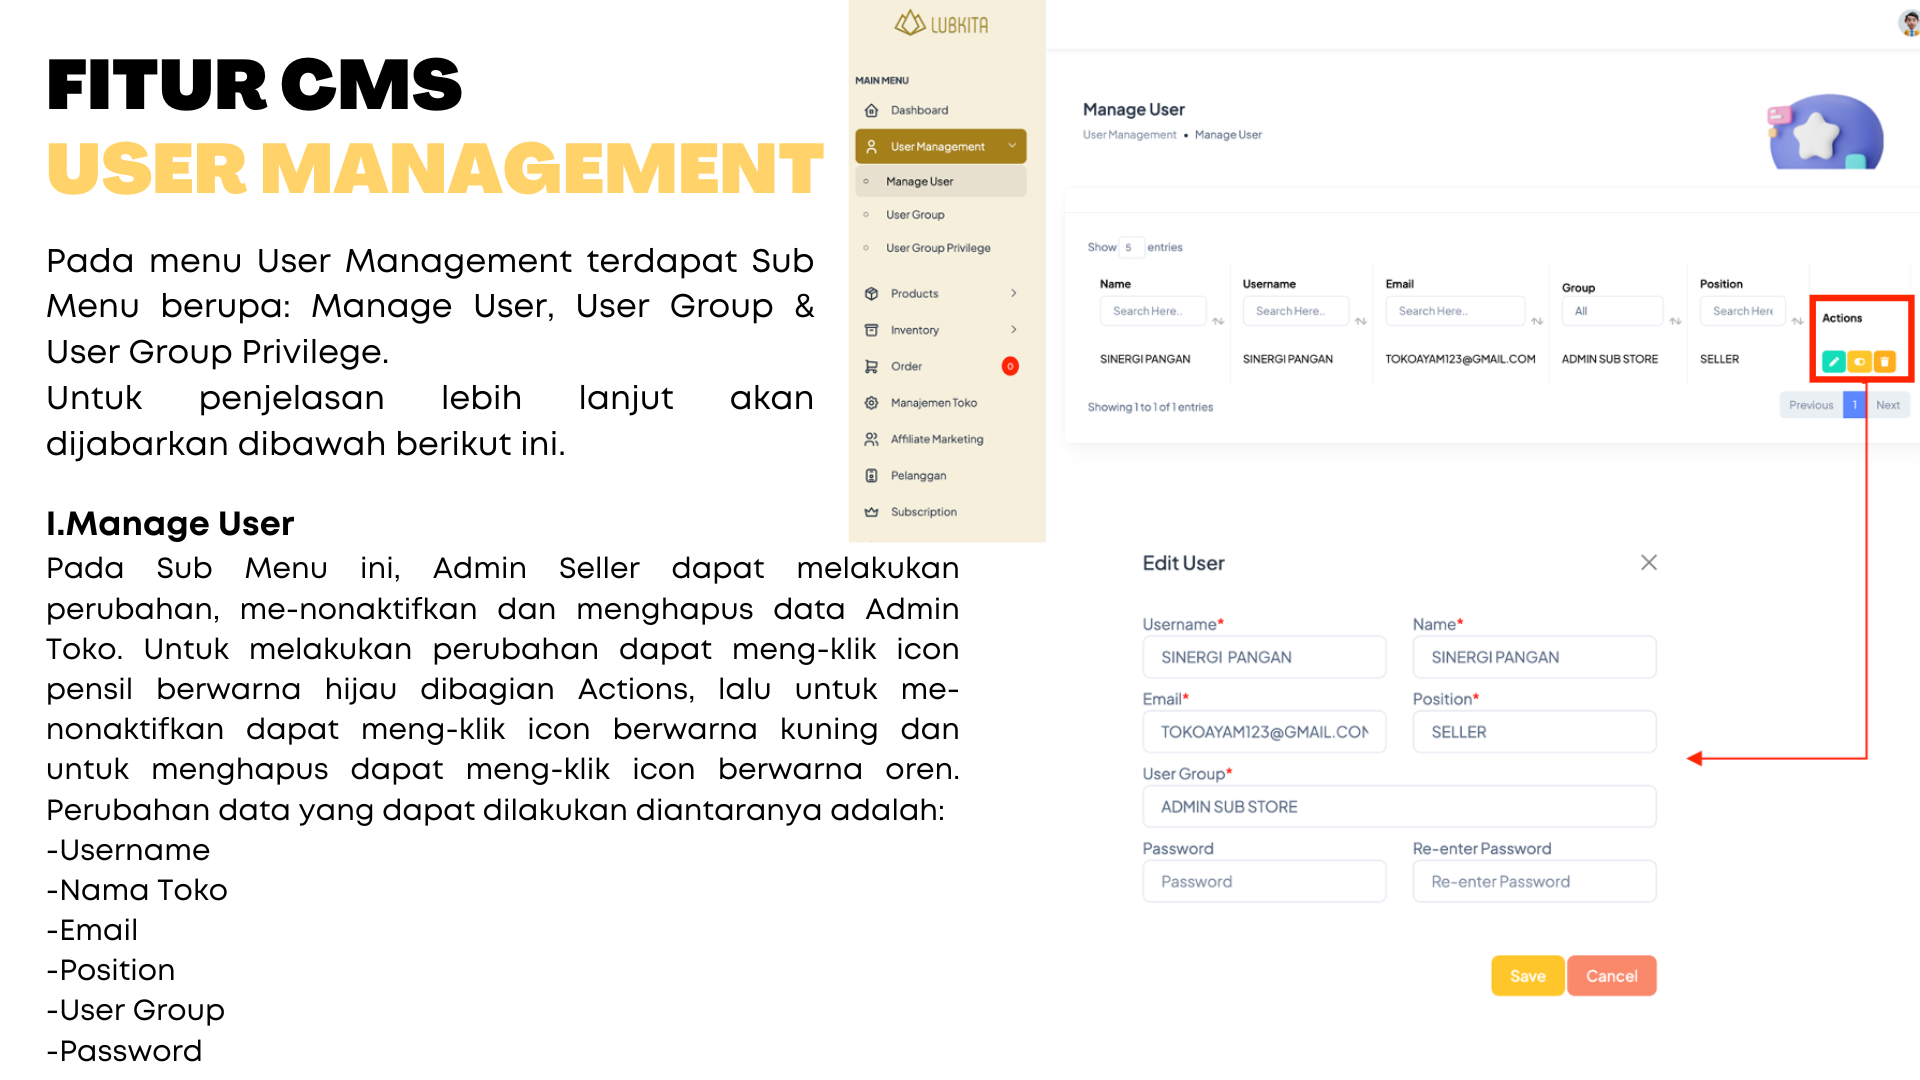 FITUR CMS
USER MANAGEMENT
Pada menu User Management terdapat Sub
Menu berupa: Manage User, User Group &
User Group Privilege.
Untuk penjelasan lebih lanjut akan
dijabarkan dibawah berikut ini.
I.Manage User
Pada Sub Menu ini, Admin Seller dapat melakukan
perubahan, me-nonaktifkan dan menghapus data Admin
Toko. Untuk melakukan perubahan dapat meng-klik icon
pensil berwarna hijau dibagian Actions, lalu untuk me-
nonaktifkan dapat meng-klik icon berwarna kuning dan
untuk menghapus dapat meng-klik icon berwarna oren.
Perubahan data yang dapat dilakukan diantaranya adalah:
-Username
-Nama Toko
-Email
-Position
-User Group
-Password
LUBKITA
MAIN MENU
Dashboard
User Management
Manage User
User Group
User Group Privilege
Products
Inventory
Order 0
Manajemen Toko
Affiliate Marketing
Pelanggan
Subscription
Manage User
User Management • Manage User
Show 5 entries
Name Username Email Group Position Actions
Search Here.. Search Here.. Search Here.. All Search Here
SINERGI PANGAN SINERGI PANGAN TOKOAYAM123@GMAIL.COM ADMIN SUB STORE SELLER
Showing 1 to 1 of 1 entries
Previous 1 Next
Edit User
Username* Name*
SINERGI PANGAN SINERGI PANGAN
Email* Position*
TOKOAYAM123@GMAIL.COM SELLER
User Group*
ADMIN SUB STORE
Password Re-enter Password
Password Re-enter Password
Save Cancel